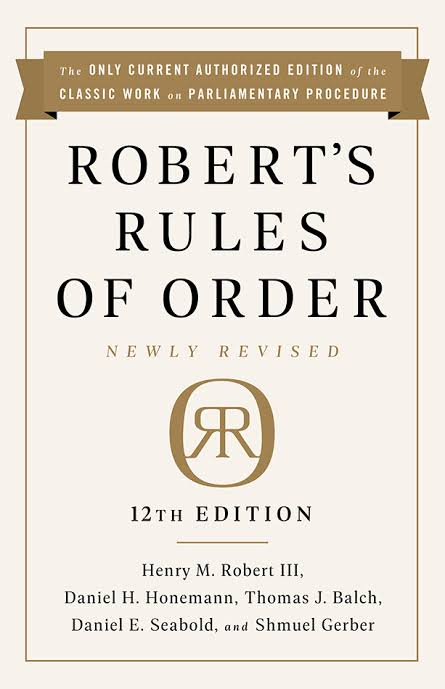 The ONLY CURRENT AUTHORIZED EDITION of the
CLASSIC WORK on PARLIAMENTARY PROCEDURE
ROBERT’S
RULES
OF ORDER
NEWLY REVISED
RR
12TH EDITION
Henry M. Robert III,
Daniel H. Honemann, Thomas J. Balch,
Daniel E. Seabold, and Shmuel Gerber